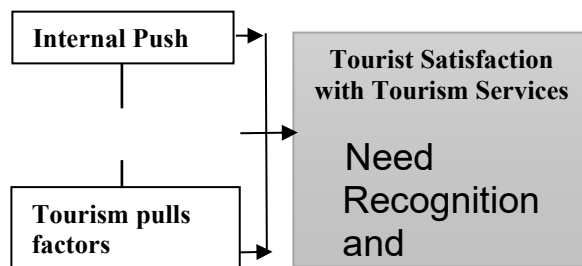 Internal Push
Tourism pulls
factors
Tourist Satisfaction
with Tourism Services
Need
Recognition
and